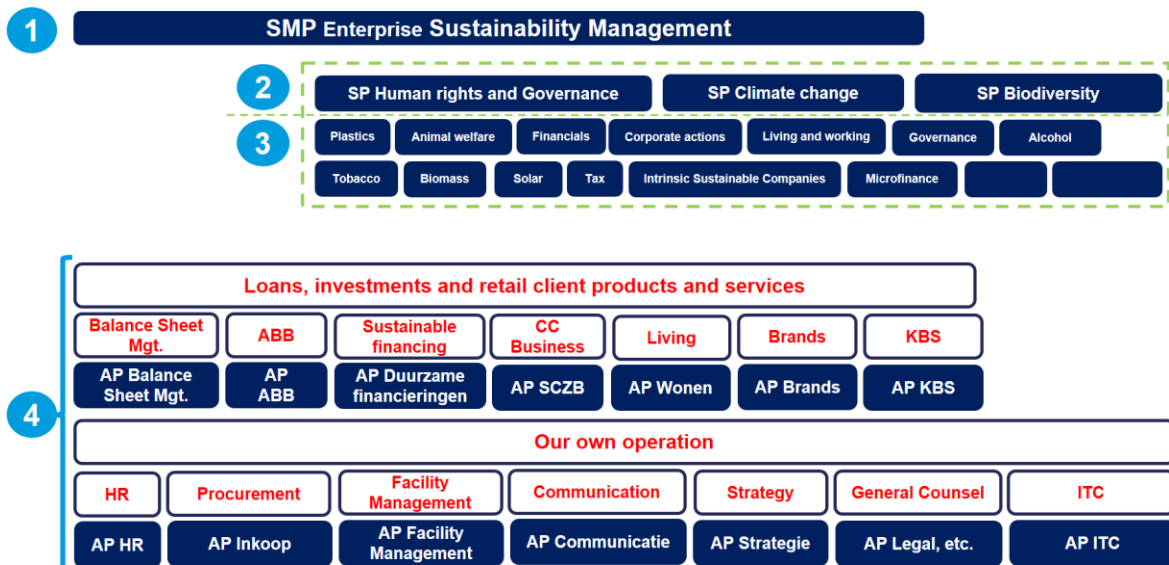 1
SMP Enterprise Sustainability Management
2
SP Human rights and Governance
SP Climate change
SP Biodiversity
3
Plastics
Animal welfare
Financials
Corporate actions
Living and working
Governance
Alcohol
Tobacco
Biomass
Solar
Tax
Intrinsic Sustainable Companies
Microfinance
4
Loans, investments and retail client products and services
Balance Sheet
Mgt.
ABB
Sustainable
financing
CC
Business
Living
Brands
KBS
AP Balance
Sheet Mgt.
AP
ABB
AP Duurzame
financieringen
AP SCZB
AP Wonen
AP Brands
AP KBS
Our own operation
HR
Procurement
Facility
Management
Communication
Strategy
General Counsel
ITC
AP HR
AP Inkoop
AP Facility
Management
AP Communicatie
AP Strategie
AP Legal, etc.
AP ITC